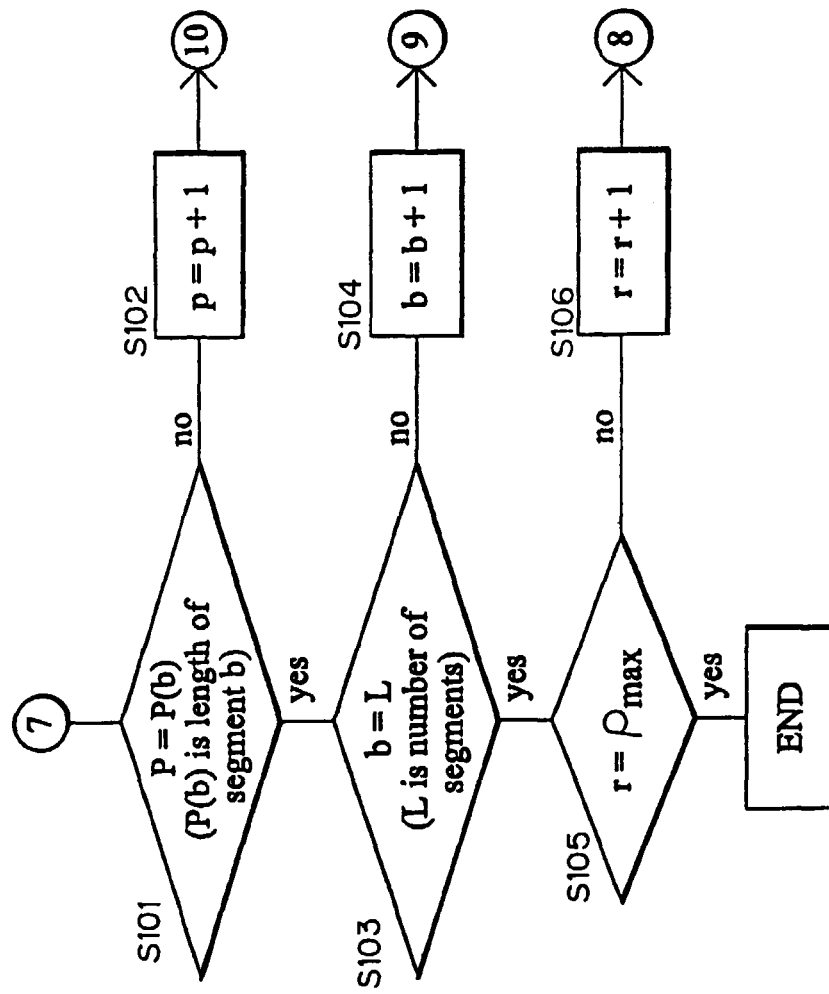 7
S101
P = P(b)
(P(b) is length of
segment b)
no
S102
p = p + 1
10
yes
S103
b = L
(L is number of
segments)
no
S104
b = b + 1
9
yes
S105
r = ρmax
no
S106
r = r + 1
8
yes
END